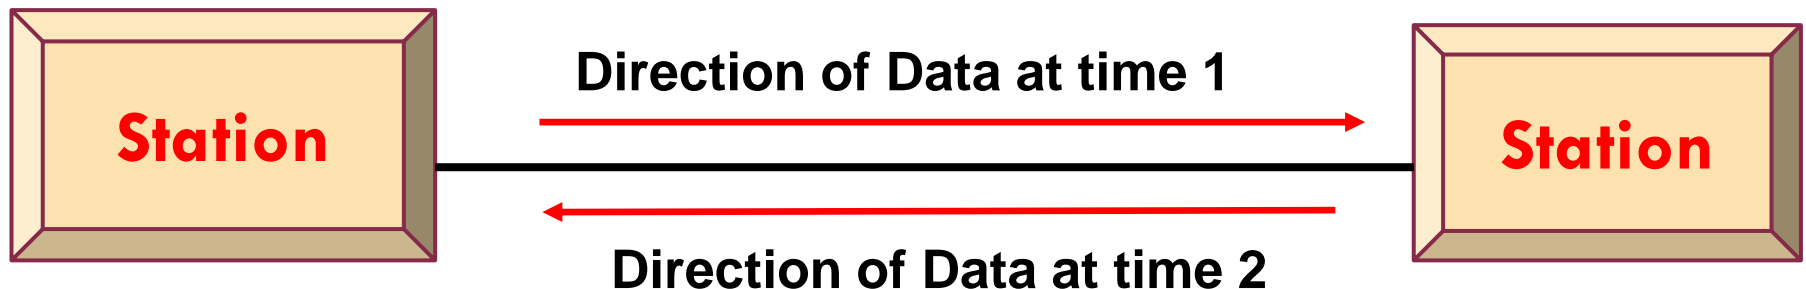 Direction of Data at time 1
Station
Station
Direction of Data at time 2